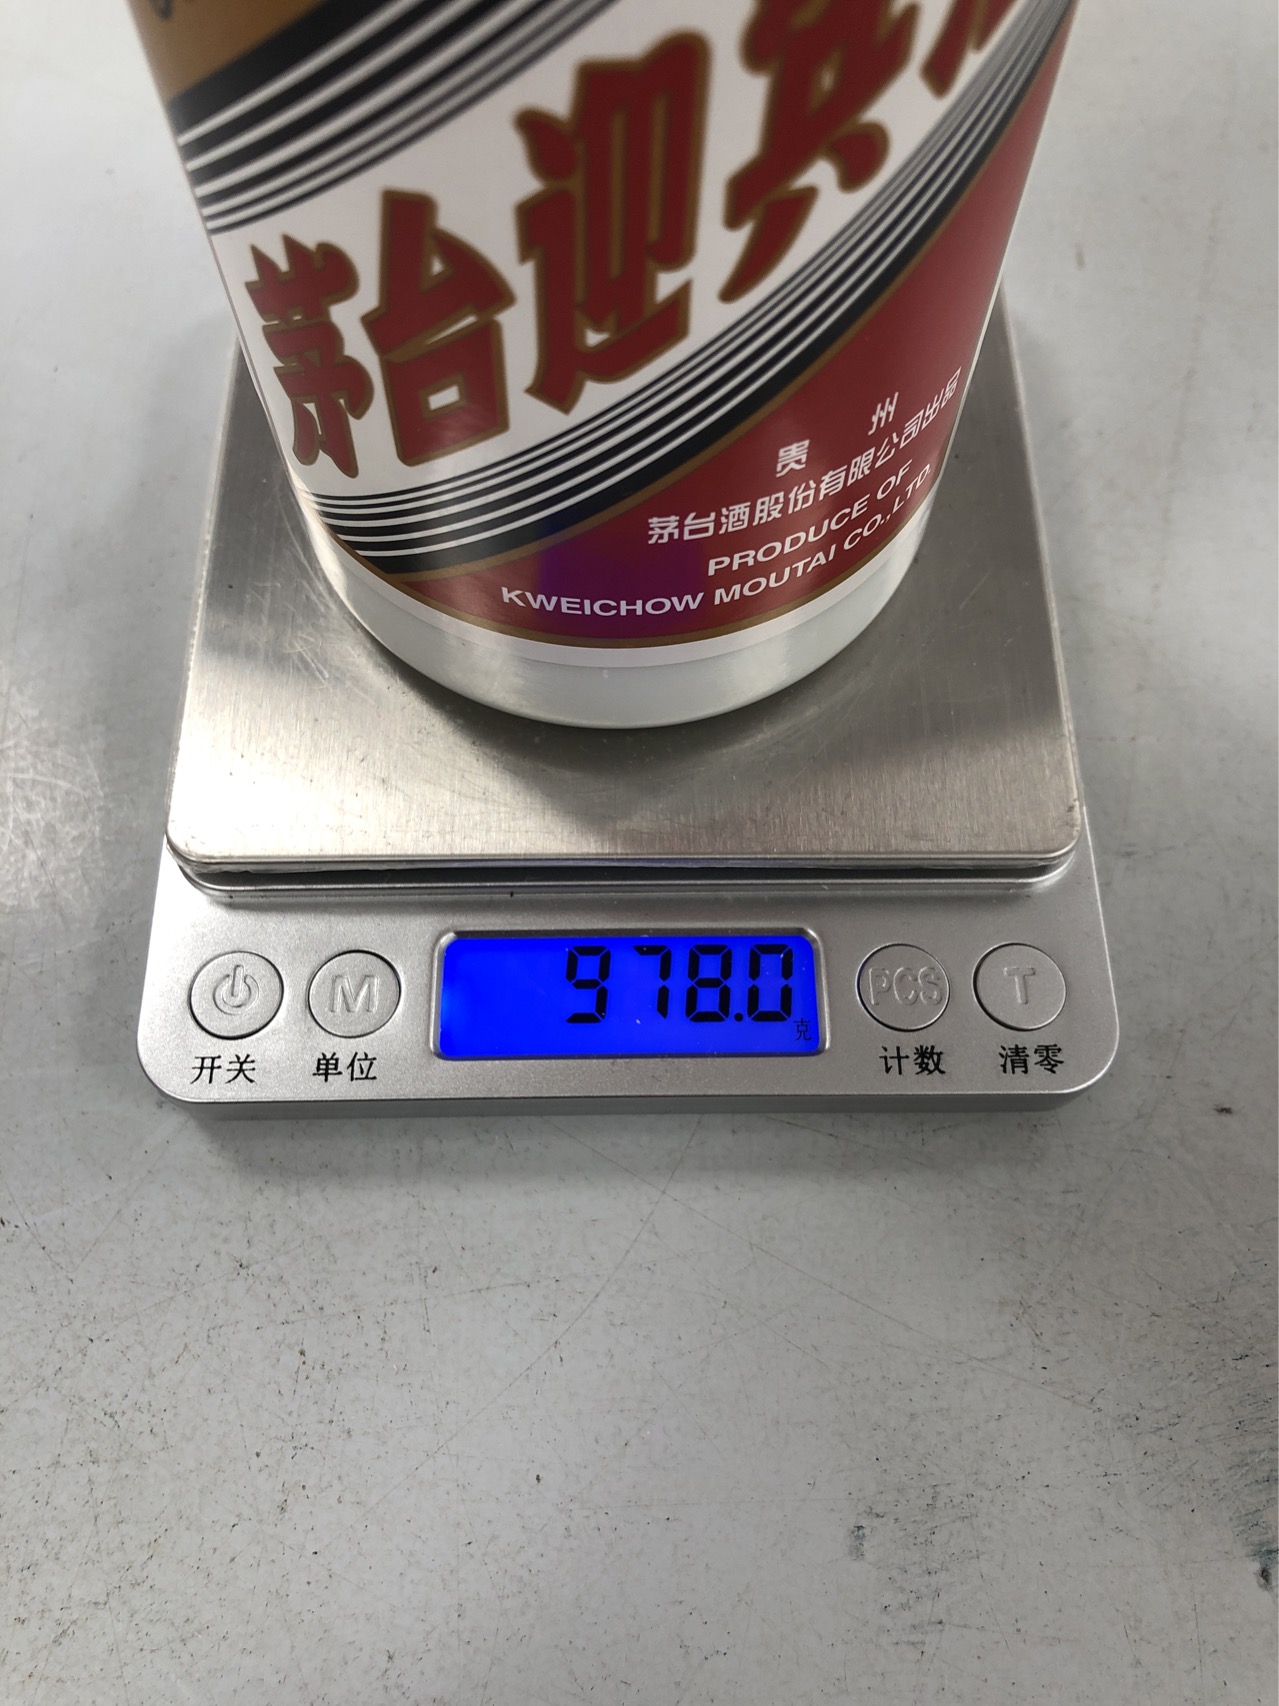 茅台迎宾
贵州
茅台酒股份有限公司出品
PRODUCE OF
KWEICHOW MOUTAI CO.,LTD.
978.0
克
M
PCS
T
开关
单位
计数
清零